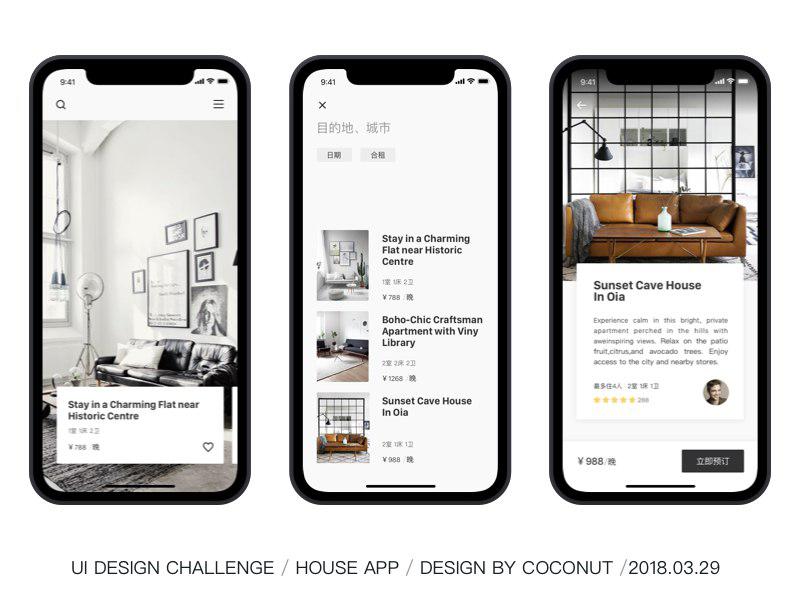 9:41
Stay in a Charming Flat near
Historic Centre
1室 1床 2卫
¥788 /晚
9:41
目的地、城市
日期
合租
Stay in a Charming
Flat near Historic
Centre
1室 1床 2卫
¥788 /晚
Boho-Chic Craftsman
Apartment with Viny
Library
2室 2床 2卫
¥1268 /晚
Sunset Cave House
In Oia
2室 1床 1卫
¥988 /晚
9:41
Sunset Cave House
In Oia
Experience calm in this bright, private
apartment perched in the hills with
aweinspiring views. Relax on the patio
fruit,citrus,and avocado trees. Enjoy
access to the city and nearby stores.
最多住4人 2室 1床 1卫
¥988/晚
立即预订
UI DESIGN CHALLENGE / HOUSE APP / DESIGN BY COCONUT /2018.03.29